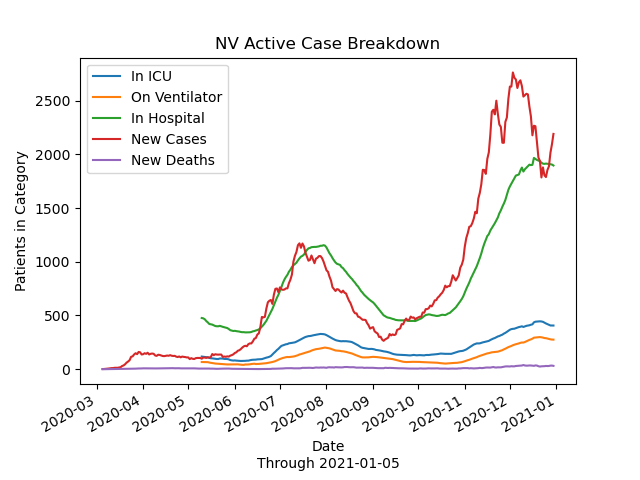 NV Active Case Breakdown
In ICU
On Ventilator
In Hospital
New Cases
New Deaths
Patients in Category
2500
2000
1500
1000
500
0
2020-03
2020-04
2020-05
2020-06
2020-07
2020-08
2020-09
2020-10
2020-11
2020-12
2021-01
Date
Through 2021-01-05